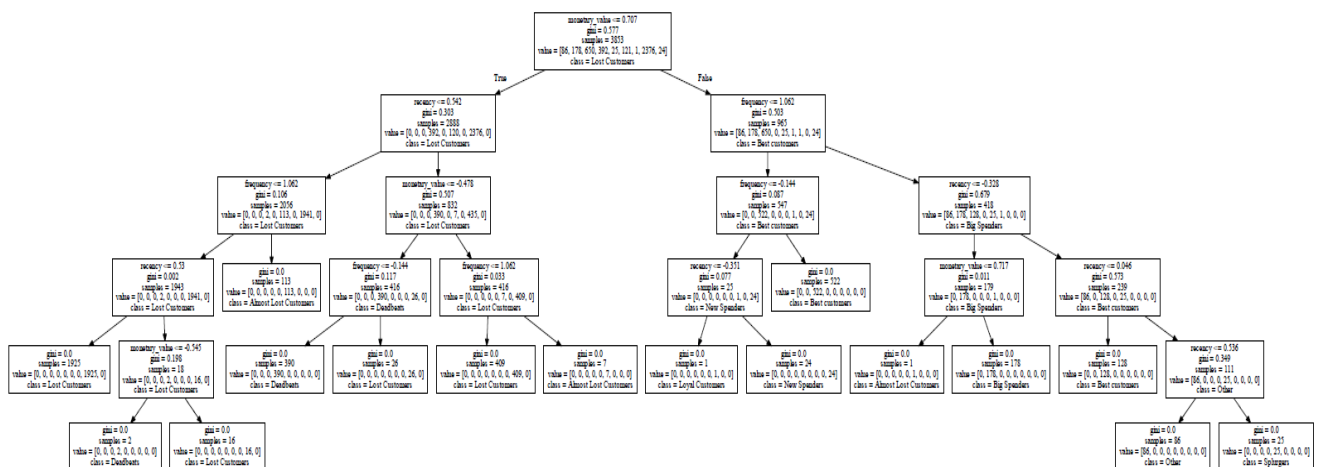 monetary_value <= 0.707
gini = 0.577
samples = 3853
value = [86, 178, 650, 392, 25, 121, 1, 2376, 24]
class = Lost Customers
True
False
recency <= 0.542
gini = 0.303
samples = 2888
value = [0, 0, 0, 392, 0, 120, 0, 2376, 0]
class = Lost Customers
frequency <= 1.062
gini = 0.503
samples = 965
value = [86, 178, 650, 0, 25, 1, 1, 0, 24]
class = Best customers
frequency <= 1.062
gini = 0.106
samples = 2056
value = [0, 0, 0, 2, 0, 113, 0, 1941, 0]
class = Lost Customers
monetary_value <= -0.478
gini = 0.507
samples = 832
value = [0, 0, 0, 390, 0, 7, 0, 435, 0]
class = Lost Customers
frequency <= -0.144
gini = 0.087
samples = 547
value = [0, 0, 522, 0, 0, 0, 1, 0, 24]
class = Best customers
recency <= -0.328
gini = 0.679
samples = 418
value = [86, 178, 128, 0, 25, 1, 0, 0, 0]
class = Big Spenders
recency <= 0.53
gini = 0.002
samples = 1943
value = [0, 0, 0, 2, 0, 0, 0, 1941, 0]
class = Lost Customers
gini = 0.0
samples = 113
value = [0, 0, 0, 0, 0, 113, 0, 0, 0]
class = Almost Lost Customers
frequency <= -0.144
gini = 0.117
samples = 416
value = [0, 0, 0, 390, 0, 0, 0, 26, 0]
class = Deadbeats
frequency <= 1.062
gini = 0.033
samples = 416
value = [0, 0, 0, 0, 0, 7, 0, 409, 0]
class = Lost Customers
recency <= -0.351
gini = 0.077
samples = 25
value = [0, 0, 0, 0, 0, 0, 1, 0, 24]
class = New Spenders
gini = 0.0
samples = 522
value = [0, 0, 522, 0, 0, 0, 0, 0, 0]
class = Best customers
monetary_value <= 0.717
gini = 0.011
samples = 179
value = [0, 178, 0, 0, 0, 1, 0, 0, 0]
class = Big Spenders
recency <= 0.046
gini = 0.573
samples = 239
value = [86, 0, 128, 0, 25, 0, 0, 0, 0]
class = Best customers
gini = 0.0
samples = 1925
value = [0, 0, 0, 0, 0, 0, 0, 1925, 0]
class = Lost Customers
monetary_value <= -0.545
gini = 0.198
samples = 18
value = [0, 0, 0, 2, 0, 0, 0, 16, 0]
class = Lost Customers
gini = 0.0
samples = 390
value = [0, 0, 0, 390, 0, 0, 0, 0, 0]
class = Deadbeats
gini = 0.0
samples = 26
value = [0, 0, 0, 0, 0, 0, 0, 26, 0]
class = Lost Customers
gini = 0.0
samples = 409
value = [0, 0, 0, 0, 0, 0, 0, 409, 0]
class = Lost Customers
gini = 0.0
samples = 7
value = [0, 0, 0, 0, 0, 7, 0, 0, 0]
class = Almost Lost Customers
gini = 0.0
samples = 1
value = [0, 0, 0, 0, 0, 0, 1, 0, 0]
class = Loyal Customers
gini = 0.0
samples = 24
value = [0, 0, 0, 0, 0, 0, 0, 0, 24]
class = New Spenders
gini = 0.0
samples = 1
value = [0, 0, 0, 0, 0, 1, 0, 0, 0]
class = Almost Lost Customers
gini = 0.0
samples = 178
value = [0, 178, 0, 0, 0, 0, 0, 0, 0]
class = Big Spenders
gini = 0.0
samples = 128
value = [0, 0, 128, 0, 0, 0, 0, 0, 0]
class = Best customers
recency <= 0.536
gini = 0.349
samples = 111
value = [86, 0, 0, 0, 25, 0, 0, 0, 0]
class = Other
gini = 0.0
samples = 2
value = [0, 0, 0, 2, 0, 0, 0, 0, 0]
class = Deadbeats
gini = 0.0
samples = 16
value = [0, 0, 0, 0, 0, 0, 0, 16, 0]
class = Lost Customers
gini = 0.0
samples = 86
value = [86, 0, 0, 0, 0, 0, 0, 0, 0]
class = Other
gini = 0.0
samples = 25
value = [0, 0, 0, 0, 25, 0, 0, 0, 0]
class = Splurgers